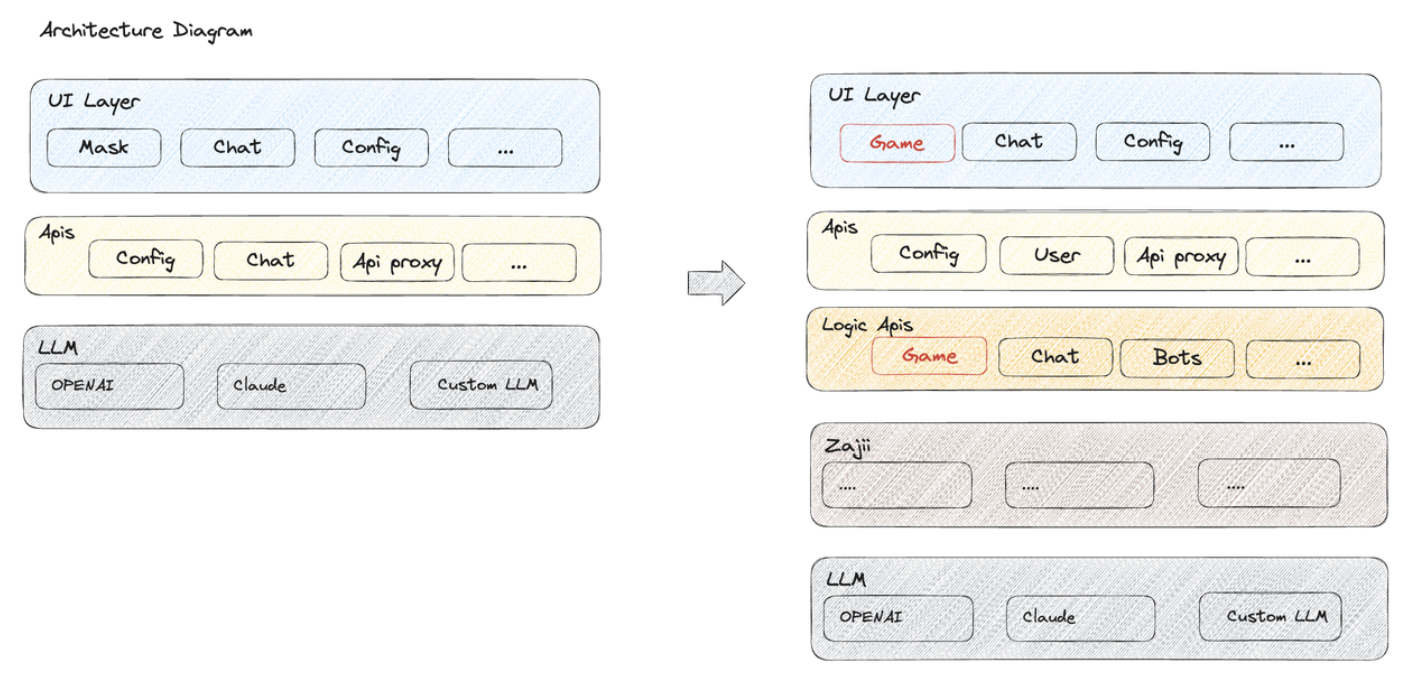 Architecture Diagram
UI Layer
Mask Chat Config ...
Apis
Config Chat Api proxy ...
LLM
OPENAI Claude Custom LLM
UI Layer
Game Chat Config ...
Apis
Config User Api proxy ...
Logic Apis
Game Chat Bots ...
Zajii
.... .... ....
LLM
OPENAI Claude Custom LLM